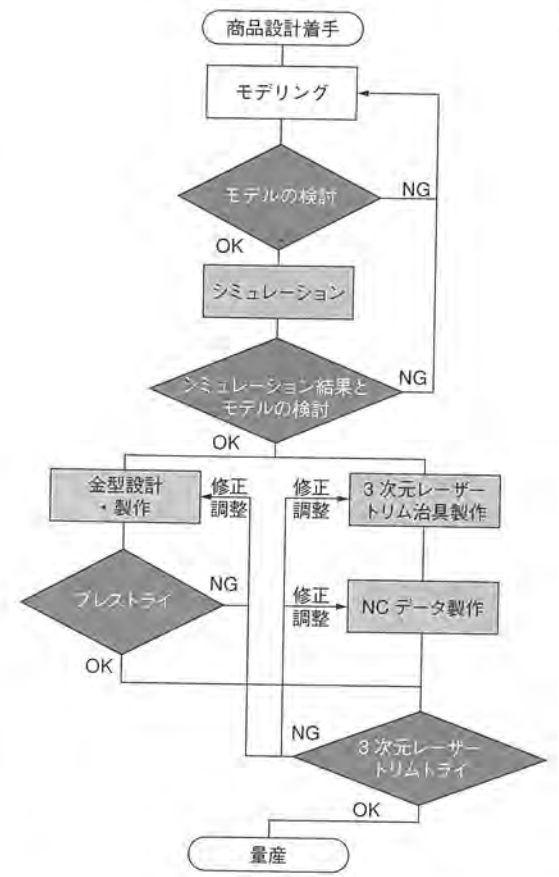 商品設計着手
モデリング
モデルの検討
NG
OK
シミュレーション
シミュレーション結果と
モデルの検討
NG
OK
金型設計
・製作
修正
調整
修正
調整
3次元レーザー
トリム治具製作
プレストライ
NG
修正
調整
NCデータ製作
OK
NG
3次元レーザー
トリムトライ
OK
量産